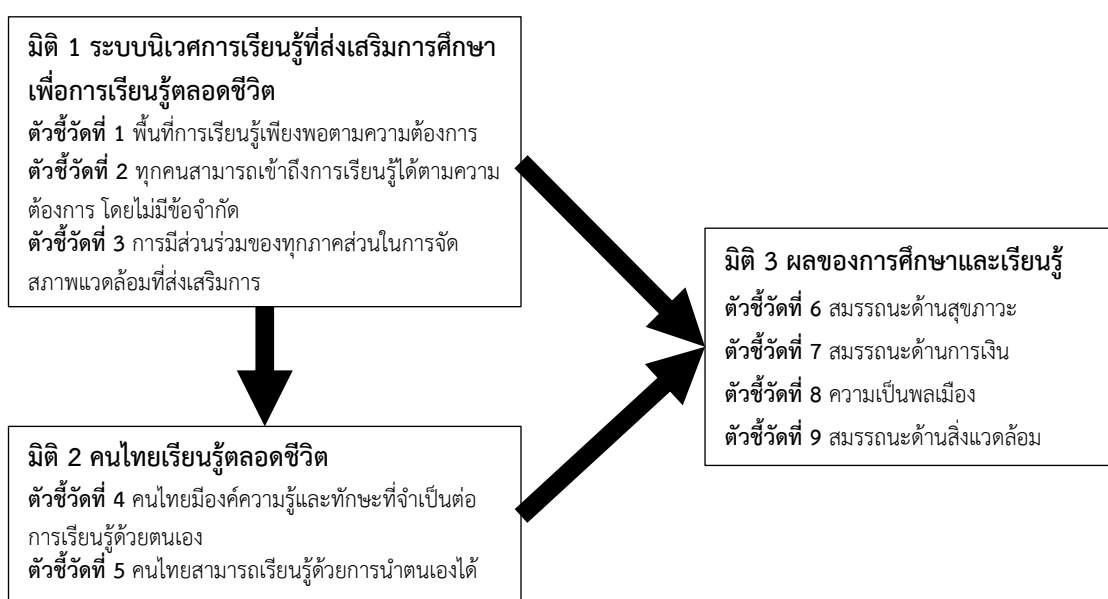 มิติ 1 ระบบนิเวศการเรียนรู้ที่ส่งเสริมการศึกษา
เพื่อการเรียนรู้ตลอดชีวิต
ตัวชี้วัดที่ 1 พื้นที่การเรียนรู้เพียงพอตามความต้องการ
ตัวชี้วัดที่ 2 ทุกคนสามารถเข้าถึงการเรียนรู้ได้ตามความ
ต้องการ โดยไม่มีข้อจำกัด
ตัวชี้วัดที่ 3 การมีส่วนร่วมของทุกภาคส่วนในการจัด
สภาพแวดล้อมที่ส่งเสริมการ
มิติ 2 คนไทยเรียนรู้ตลอดชีวิต
ตัวชี้วัดที่ 4 คนไทยมีองค์ความรู้และทักษะที่จำเป็นต่อ
การเรียนรู้ด้วยตนเอง
ตัวชี้วัดที่ 5 คนไทยสามารถเรียนรู้ด้วยการนำตนเองได้
มิติ 3 ผลของการศึกษาและเรียนรู้
ตัวชี้วัดที่ 6 สมรรถนะด้านสุขภาวะ
ตัวชี้วัดที่ 7 สมรรถนะด้านการเงิน
ตัวชี้วัดที่ 8 ความเป็นพลเมือง
ตัวชี้วัดที่ 9 สมรรถนะด้านสิ่งแวดล้อม